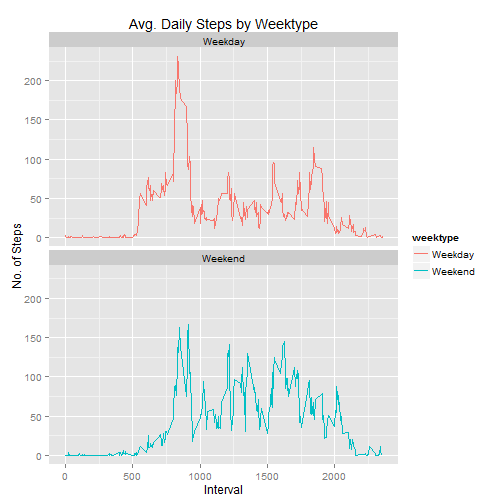 Avg. Daily Steps by Weektype
Weekday
200
150
100
50
0
Weekend
200
150
100
50
0
No. of Steps
0
500
1000
1500
2000
Interval
weektype
Weekday
Weekend